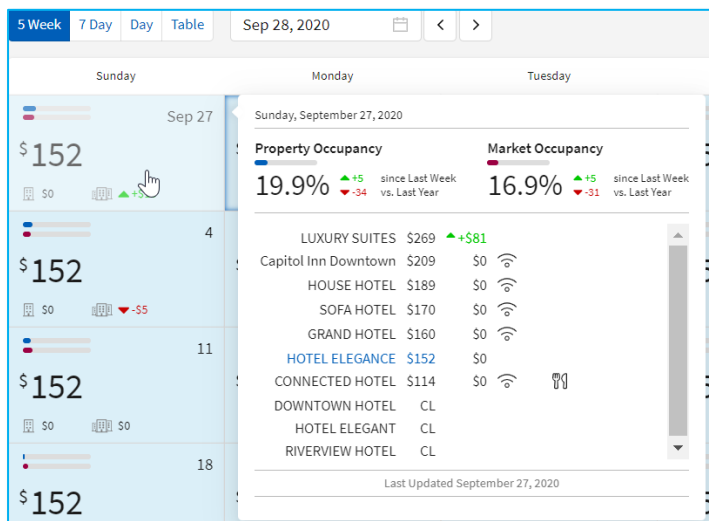 5 Week 7 Day Day Table Sep 28, 2020
Sunday Monday Tuesday
Sep 27
$152
$0
4
$152
$0 -$5
11
$152
$0 $0
18
$152
Sunday, September 27, 2020
Property Occupancy Market Occupancy
19.9% +5 since Last Week 16.9% +5 since Last Week
-34 vs. Last Year -31 vs. Last Year
LUXURY SUITES $269 +$81
Capitol Inn Downtown $209 $0
HOUSE HOTEL $189 $0
SOFA HOTEL $170 $0
GRAND HOTEL $160 $0
HOTEL ELEGANCE $152 $0
CONNECTED HOTEL $114 $0
DOWNTOWN HOTEL CL
HOTEL ELEGANT CL
RIVERVIEW HOTEL CL
Last Updated September 27, 2020